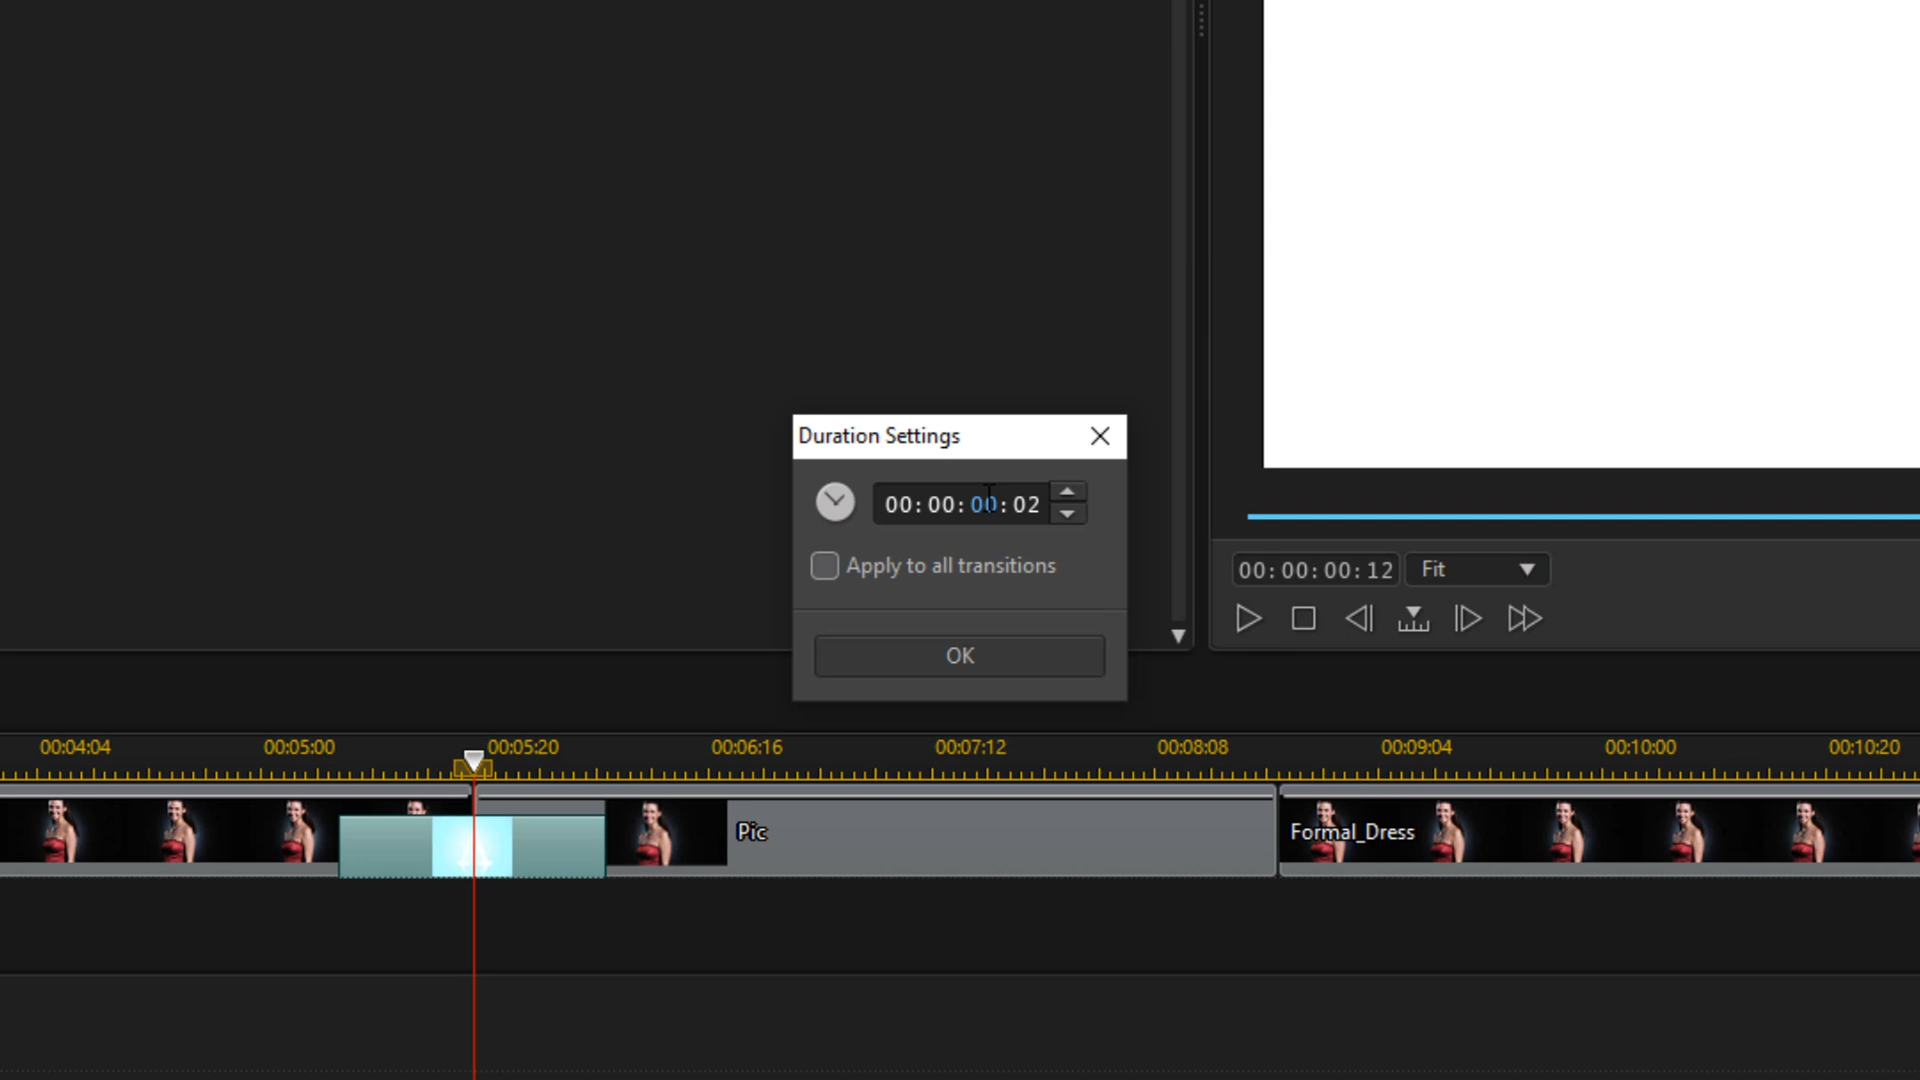 Duration Settings
00:00:00:02
Apply to all transitions
OK
00:00:00:12 Fit
00:04:04 00:05:00 00:05:20 00:06:16 00:07:12 00:08:08 00:09:04 00:10:00 00:10:20
Pic Formal_Dress